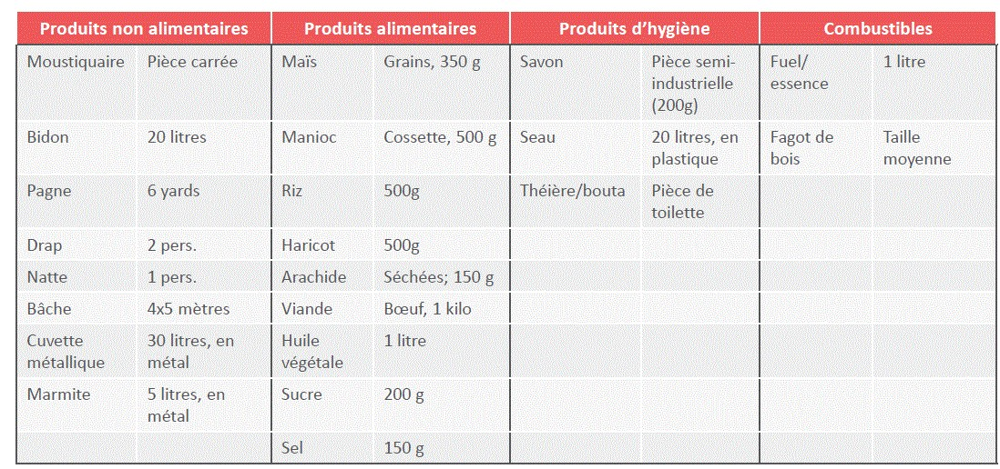 Produits non alimentaires Produits alimentaires Produits d’hygiène Combustibles
Moustiquaire Pièce carrée Maïs Grains, 350 g Savon Pièce semi- Fuel/ 1 litre
industrielle essence
(200g)
Bidon 20 litres Manioc Cossette, 500 g Seau 20 litres, en Fagot de Taille
plastique bois moyenne
Pagne 6 yards Riz 500g Théière/bouta Pièce de
toilette
Drap 2 pers. Haricot 500g
Natte 1 pers. Arachide Séchées; 150 g
Bâche 4x5 mètres Viande Bœuf, 1 kilo
Cuvette 30 litres, en Huile 1 litre
métallique métal végétale
Marmite 5 litres, en Sucre 200 g
métal
Sel 150 g